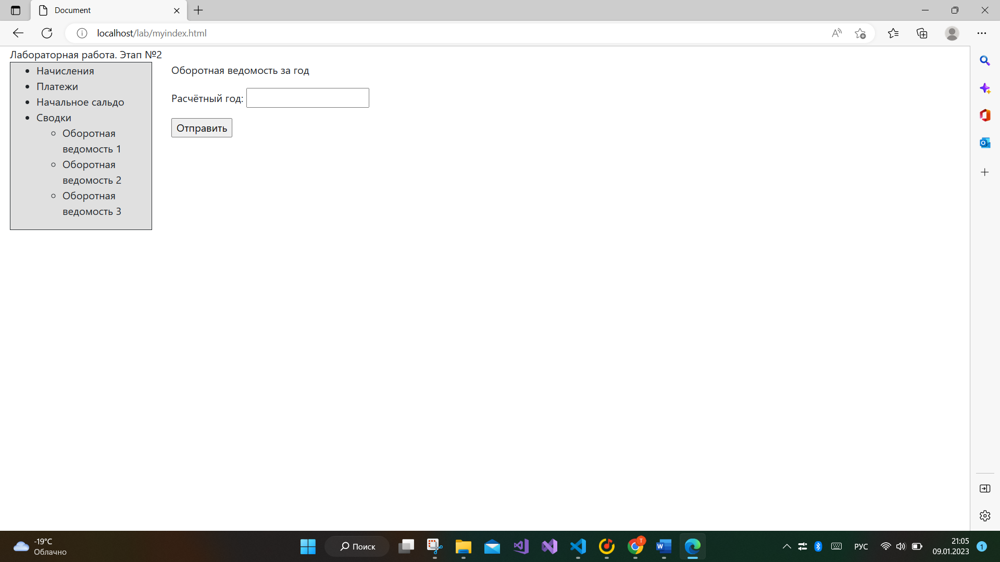 Document
localhost/lab/myindex.html
Лабораторная работа. Этап №2
Начисления
Платежи
Начальное сальдо
Сводки
Оборотная
ведомость 1
Оборотная
ведомость 2
Оборотная
ведомость 3
Оборотная ведомость за год
Расчётный год:
Отправить
-19°C
Облачно
Поиск
T
РУС
21:05
09.01.2023
1